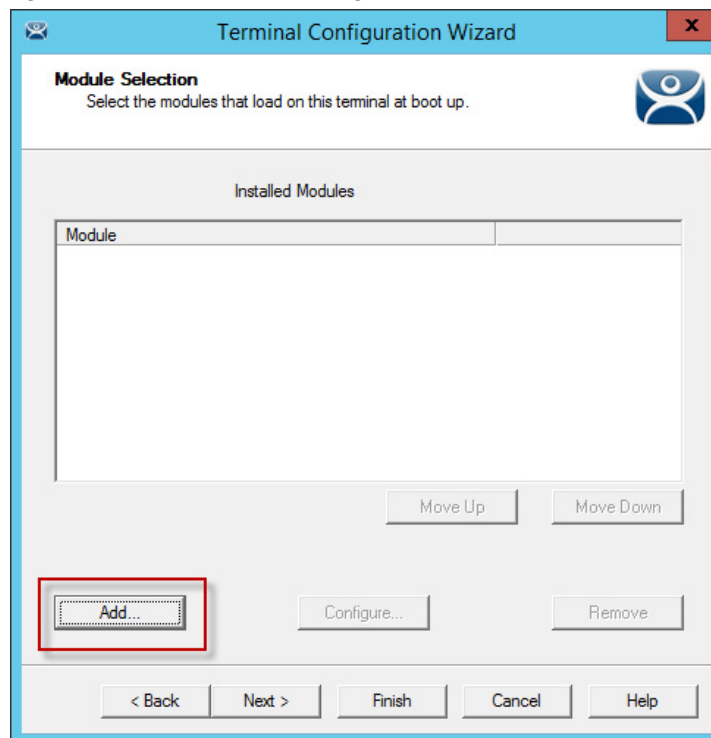 Terminal Configuration Wizard
x
Module Selection
Select the modules that load on this terminal at boot up.
Installed Modules
Module
Move Up Move Down
Add... Configure... Remove
< Back Next > Finish Cancel Help